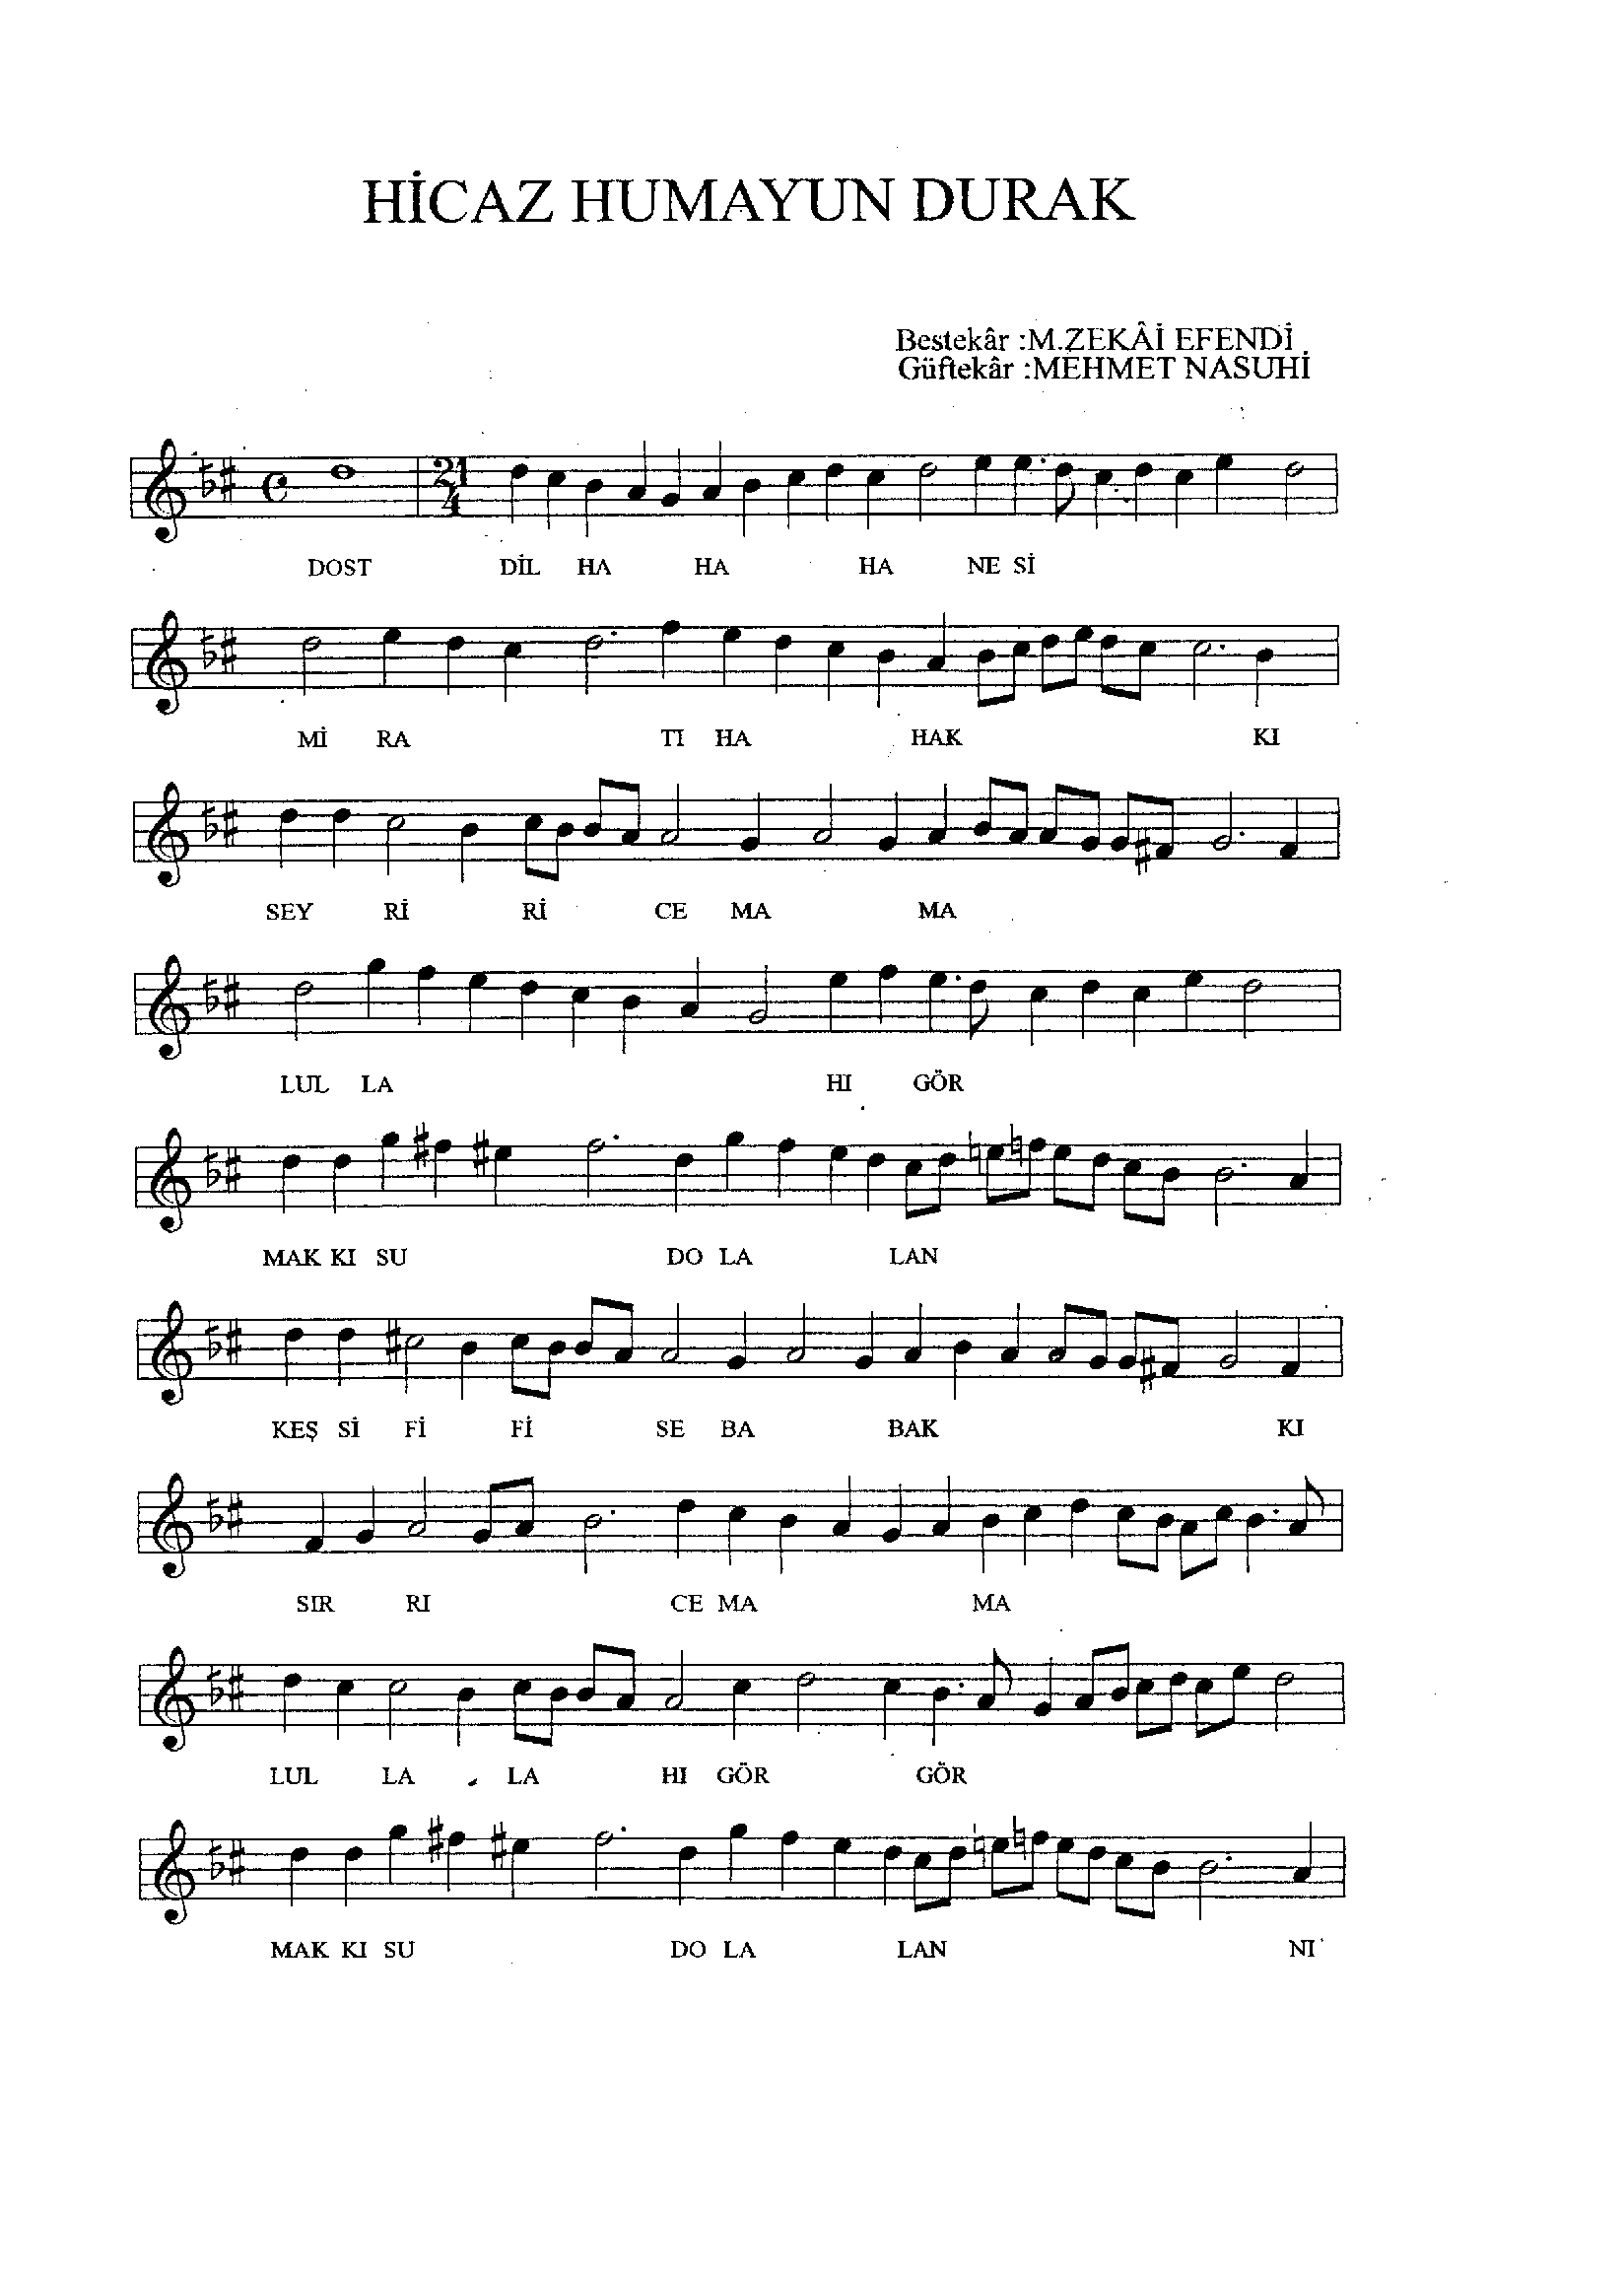 HİCAZ HUMAYUN DURAK
Bestekâr :M.ZEKÂİ EFENDİ
Güftekâr :MEHMET NASUHİ
21
4
DOST DİL HA HA HA NE Sİ
Mİ RA TI HA HAK KI
SEY Rİ Rİ CE MA MA
LUL LA HI GÖR
MAK KI SU DO LA LAN
KEŞ Sİ Fİ Fİ SE BA BAK KI
SIR RI CE MA MA
LUL LA LA HI GÖR GÖR
MAK KI SU DO LA LAN NI